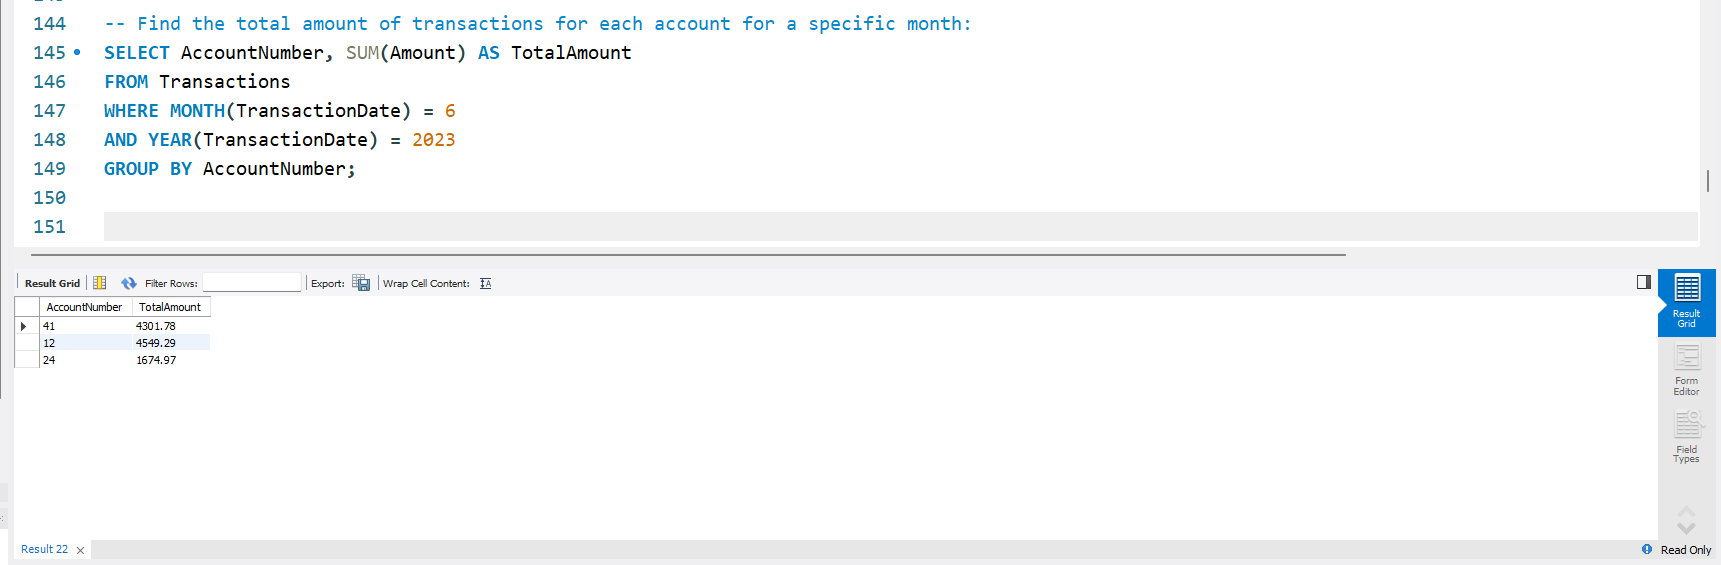 144 -- Find the total amount of transactions for each account for a specific month:
145 SELECT AccountNumber, SUM(Amount) AS TotalAmount
146 FROM Transactions
147 WHERE MONTH(TransactionDate) = 6
148 AND YEAR(TransactionDate) = 2023
149 GROUP BY AccountNumber;
150
151
Result Grid Filter Rows: Export: Wrap Cell Content: IA
AccountNumber TotalAmount
41 4301.78
12 4549.29
24 1674.97
Result
Grid
Form
Editor
Field
Types
Result 22 ×
Read Only